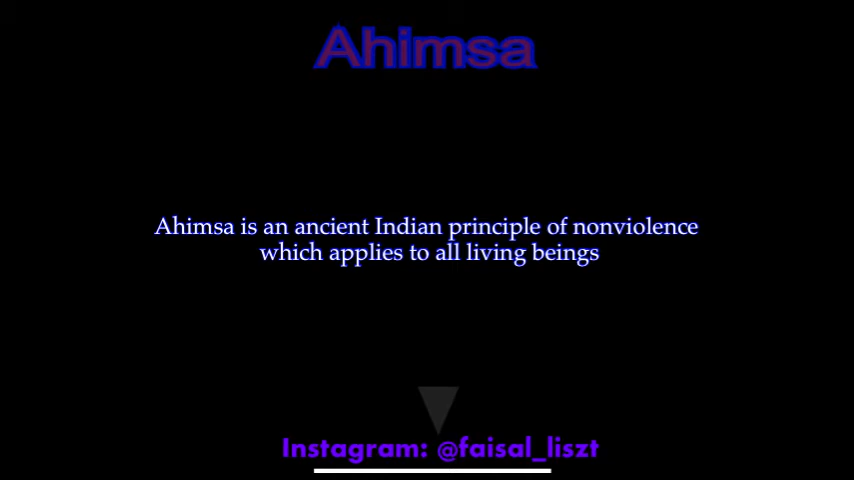 Ahimsa
Ahimsa is an ancient Indian principle of nonviolence
which applies to all living beings
Instagram: @faisal_liszt